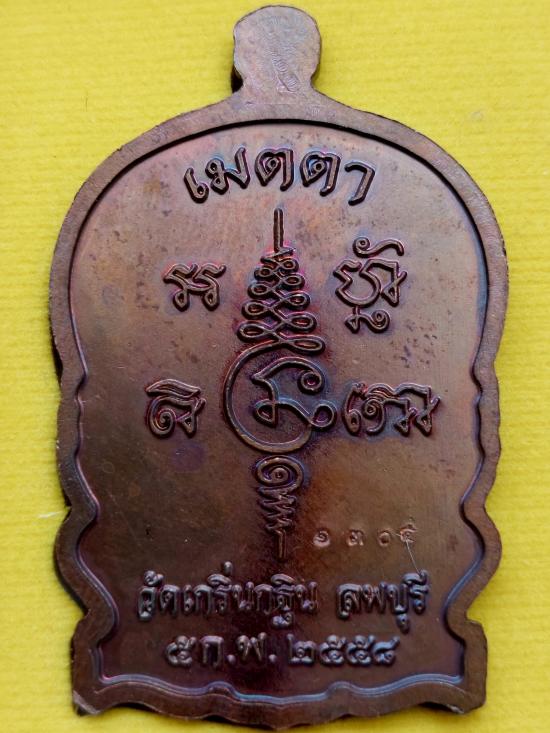 เมตตา
๑๓๐๕
วัดเกริ่นกฐิน ลพบุรี
๕ ก.พ. ๒๕๕๘